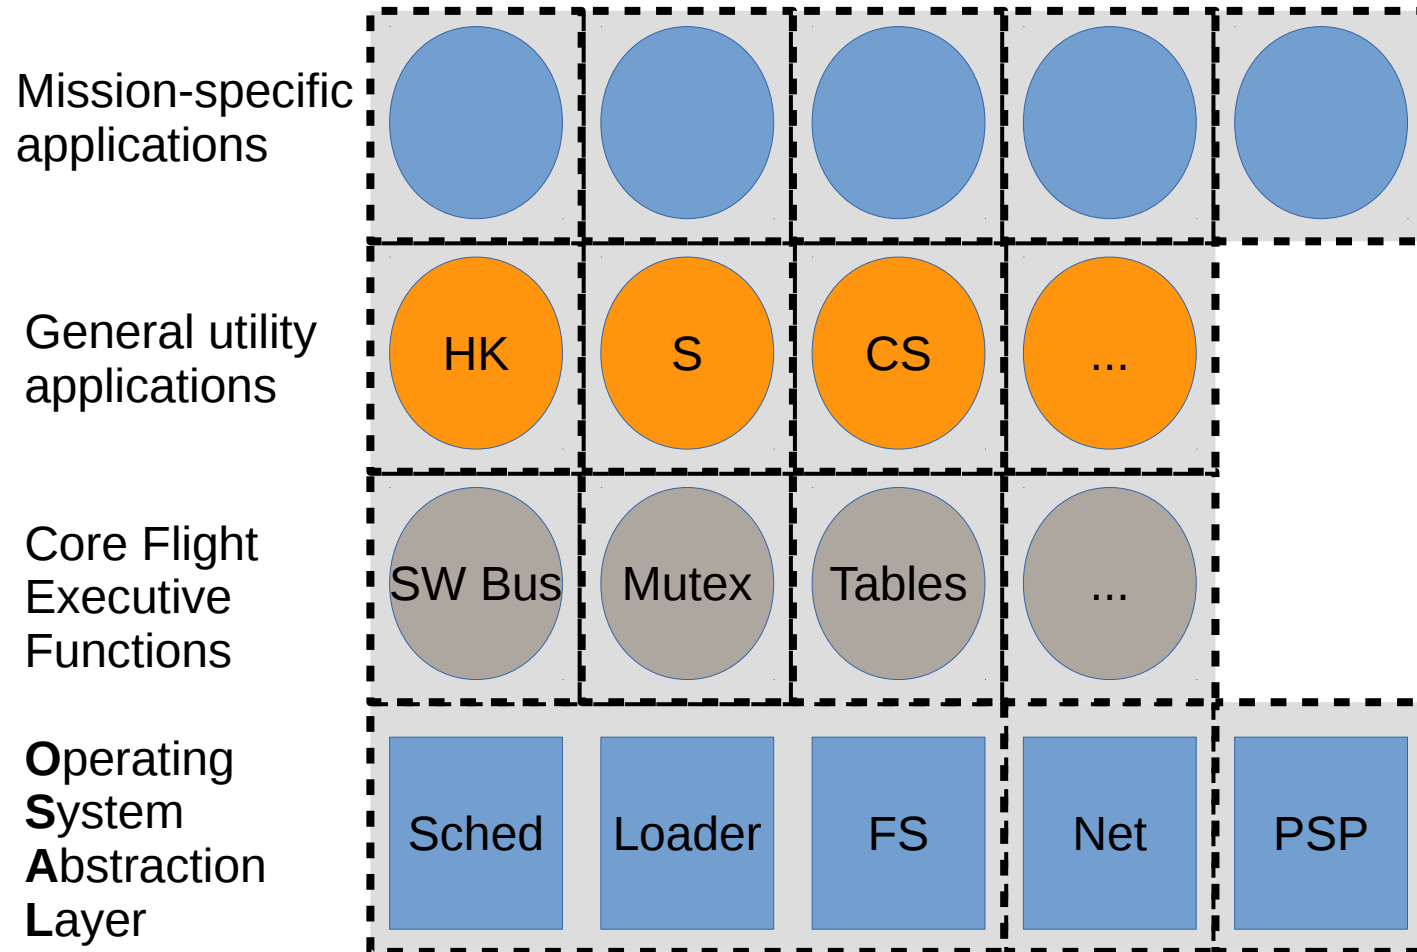 Mission-specific
applications
General utility
applications
HK
S
CS
...
Core Flight
Executive
Functions
SW Bus
Mutex
Tables
...
Operating
System
Abstraction
Layer
Sched
Loader
FS
Net
PSP